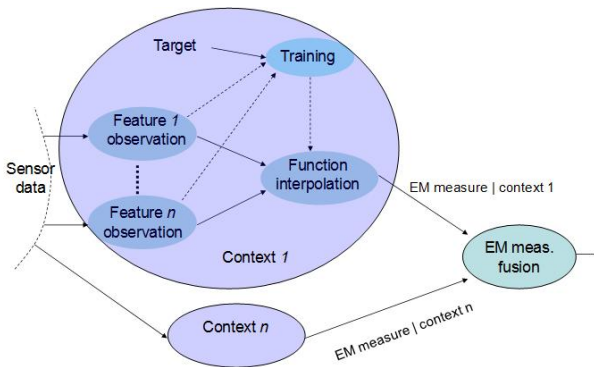 Target
Training
Feature 1
observation
Sensor
data
Function
interpolation
EM measure | context 1
Feature n
observation
Context 1
EM meas.
fusion
Context n
EM measure | context n